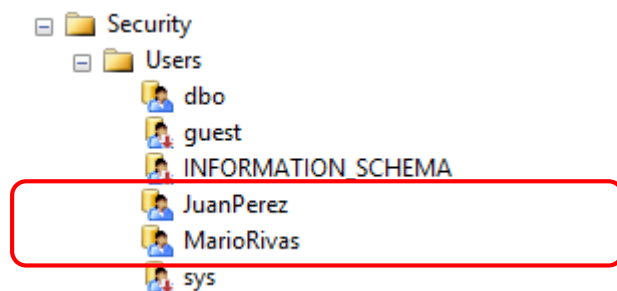 Security
Users
dbo
guest
INFORMATION_SCHEMA
JuanPerez
MarioRivas
sys